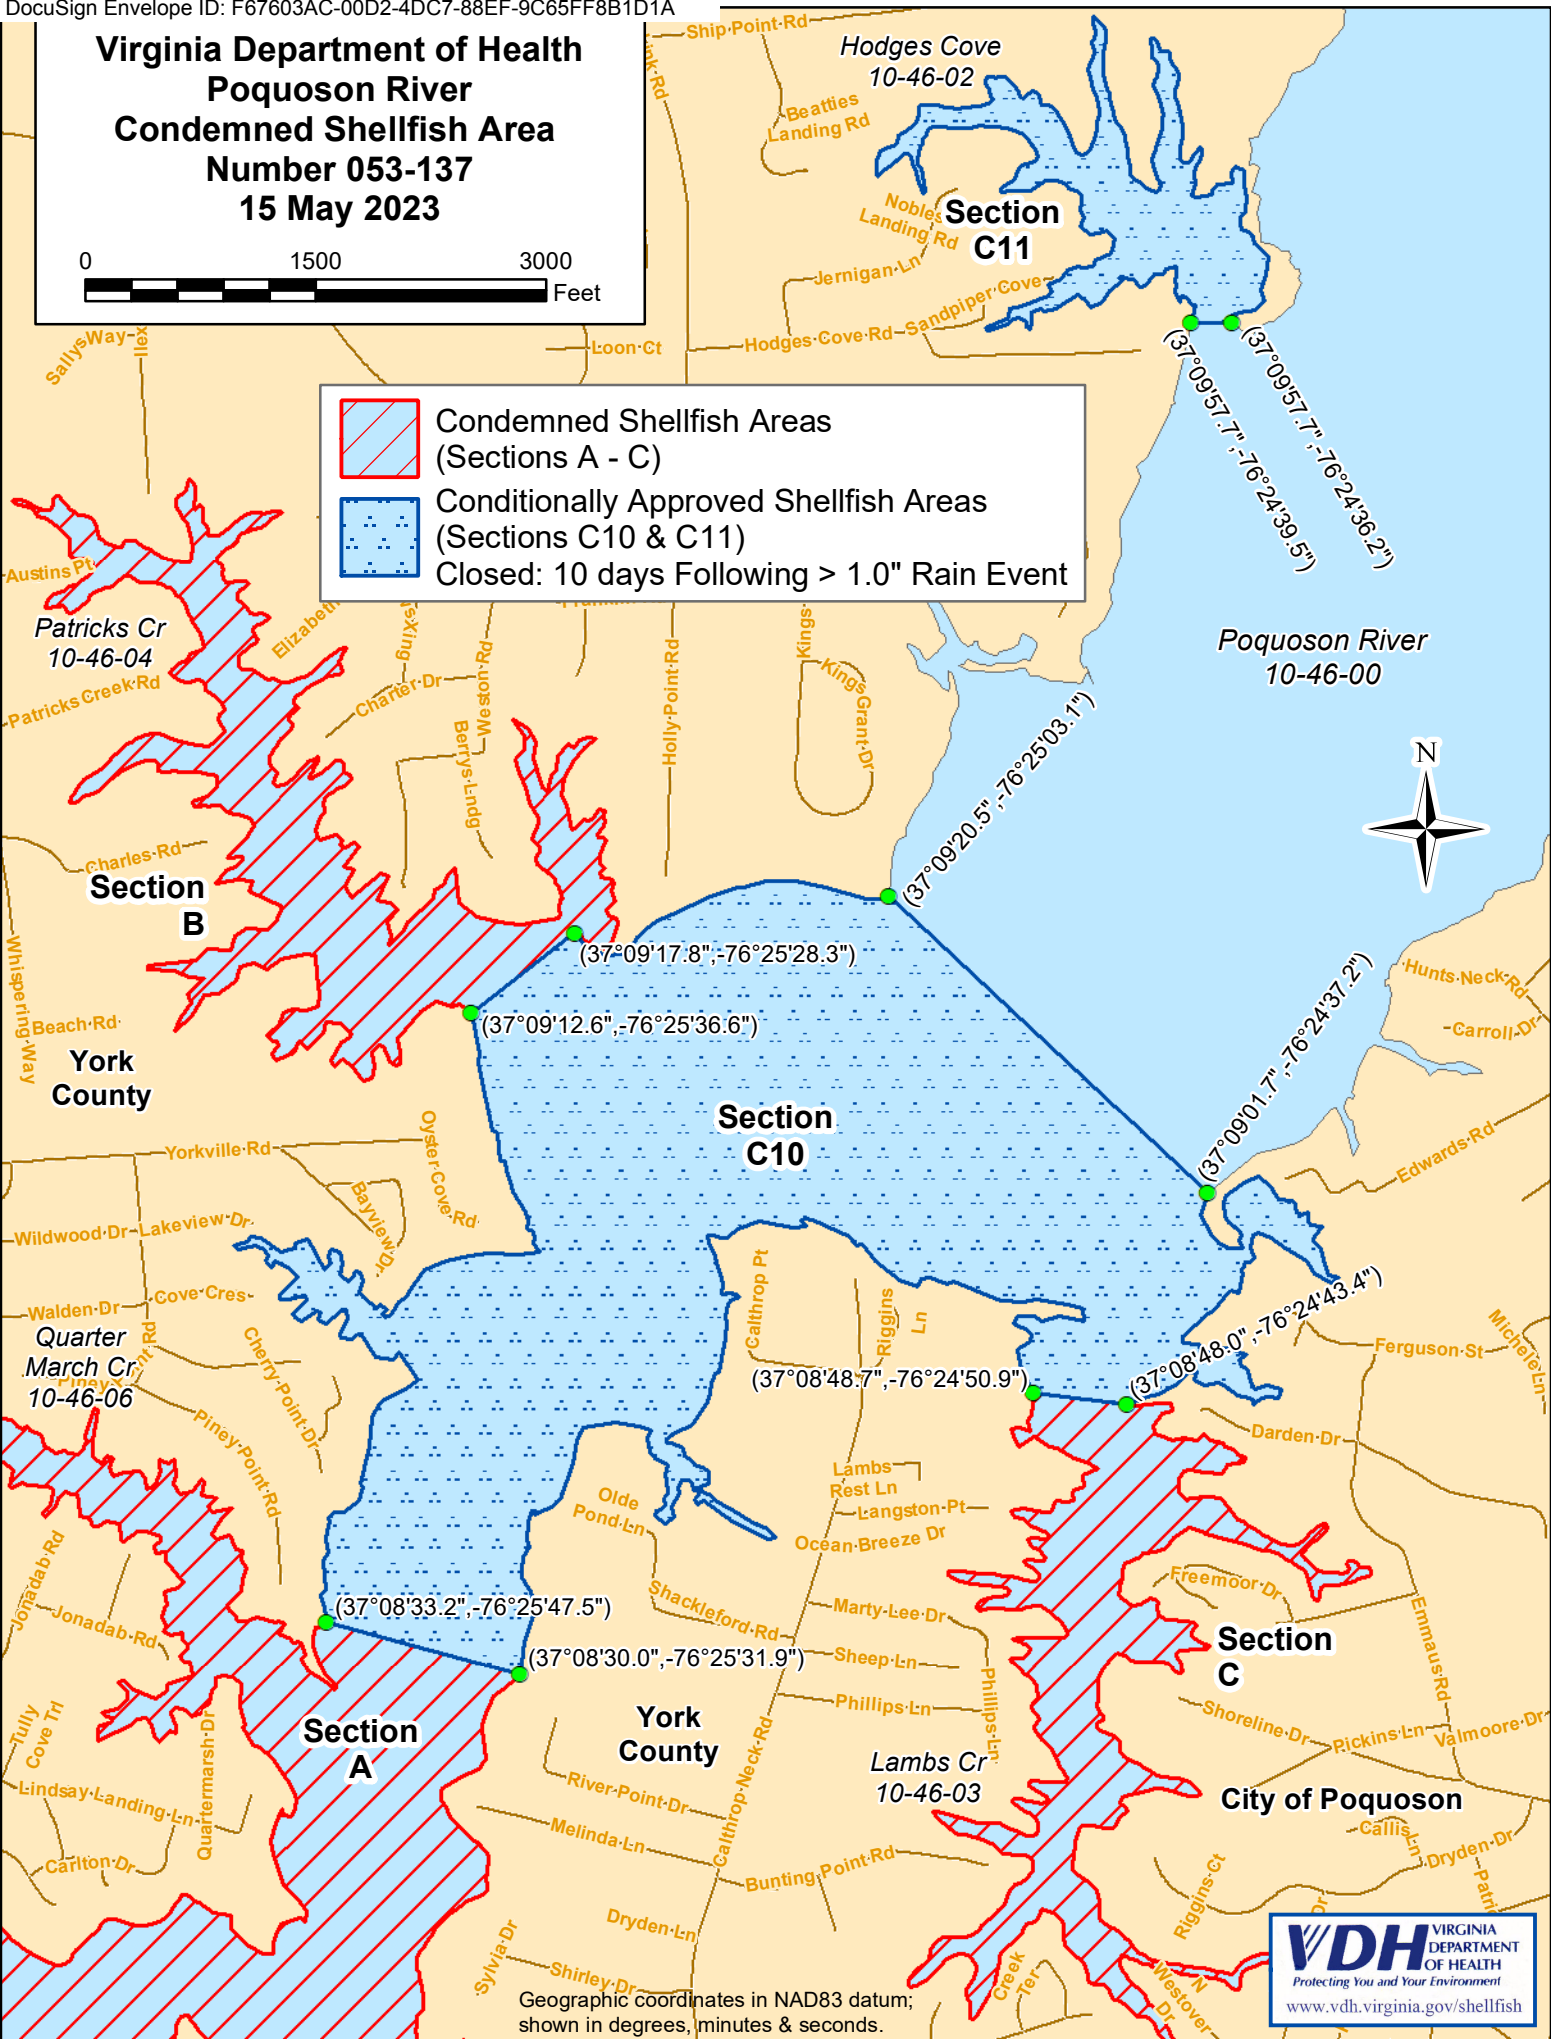 DocuSign Envelope ID: F67603AC-00D2-4DC7-88EF-9C65FF8B1D1A
Virginia Department of Health
Poquoson River
Condemned Shellfish Area
Number 053-137
15 May 2023
0 1500 3000
Feet
Ship Point Rd
Hodges Cove
10-46-02
Beatties
Landing Rd
Nobles
Landing Rd
Section
C11
Jernigan Ln
Sandpiper Cove
Hodges Cove Rd
Loon Ct
Sallys Way
Ilex
(37°09'57.7",-76°24'39.5")
(37°09'57.7",-76°24'36.2")
Condemned Shellfish Areas
(Sections A - C)
Conditionally Approved Shellfish Areas
(Sections C10 & C11)
Closed: 10 days Following > 1.0" Rain Event
Austins Pt
Patricks Cr
10-46-04
Patricks Creek Rd
Elizabeth
Charter Dr
Weston Rd
Berrys Lndg
Holly Point Rd
Kings
Kings Grant Dr
Poquoson River
10-46-00
N
(37°09'20.5",-76°25'03.1")
Charles Rd
Section
B
(37°09'17.8",-76°25'28.3")
(37°09'12.6",-76°25'36.6")
(37°09'01.7",-76°24'37.2")
Hunts Neck Rd
Carroll Dr
Whispering Way
Beach Rd
York
County
Section
C10
Oyster Cove Rd
Yorkville Rd
Bayview Dr
Edwards Rd
Wildwood Dr
Lakeview Dr
Walden Dr
Cove Cres
Quarter
March Cr
10-46-06
Cherry Point Dr
Piney Point Rd
Calthrop Pt
Riggins
Ln
(37°08'48.7",-76°24'50.9")
(37°08'48.0",-76°24'43.4")
Ferguson St
Michele Ln
Darden Dr
Lambs
Rest Ln
Langston Pt
Ocean Breeze Dr
Olde
Pond Ln
Jonadab Rd
Jonadab Rd
(37°08'33.2",-76°25'47.5")
(37°08'30.0",-76°25'31.9")
Shackleford Rd
Marty Lee Dr
Sheep Ln
Phillips Ln
Phillips Ln
Freemoor Dr
Emmaus Rd
Section
C
Shoreline Dr
Pickins Ln
Valmoore Dr
Tully
Cove Trl
Quartermarsh Dr
Section
A
York
County
Lambs Cr
10-46-03
City of Poquoson
Lindsay Landing Ln
River Point Dr
Melinda Ln
Calthrop Neck Rd
Bunting Point Rd
Carlton Dr
Callis
Ln
Dryden Dr
Riggins Ct
Dr
Dryden Ln
Sylvia Dr
Shirley Dr
Creek
Ter
N
Westover
Dr
Geographic coordinates in NAD83 datum;
shown in degrees, minutes & seconds.
VDH VIRGINIA
DEPARTMENT
OF HEALTH
Protecting You and Your Environment
www.vdh.virginia.gov/shellfish